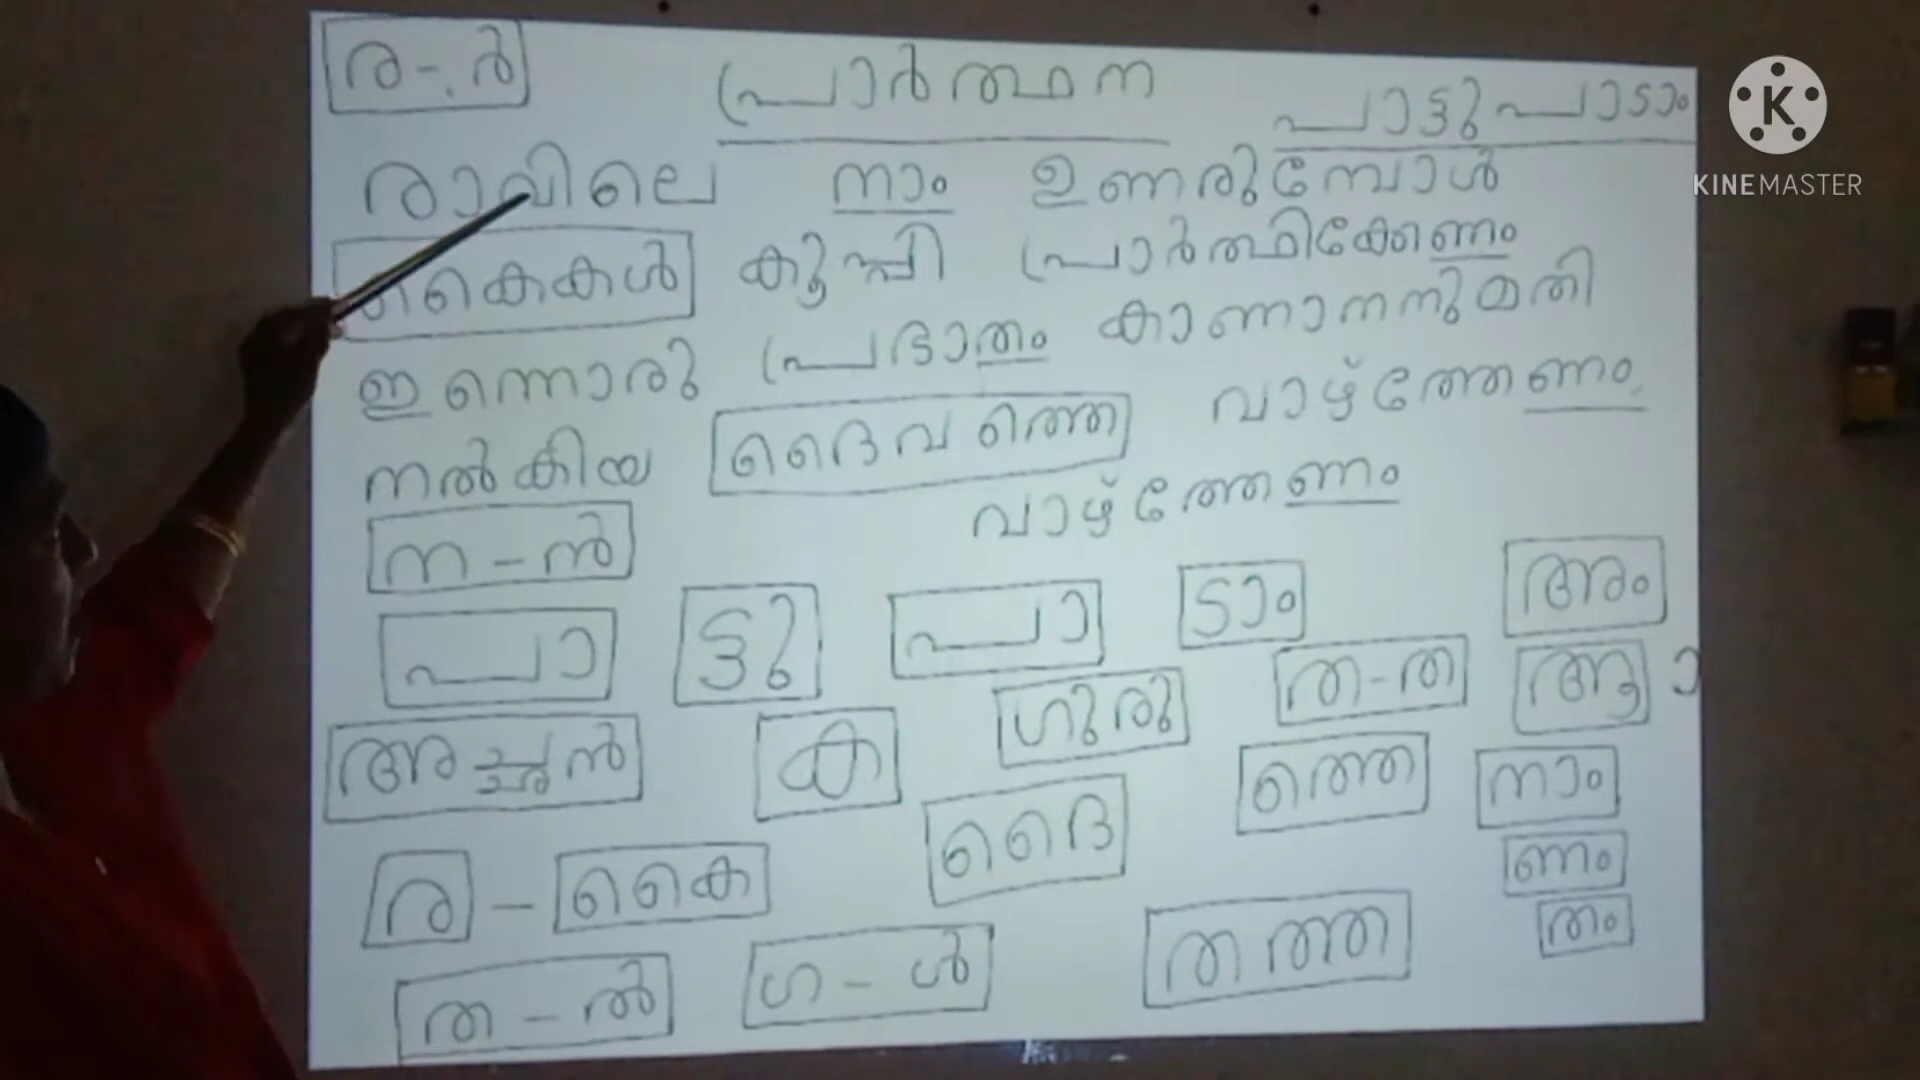 ര - ർ
പ്രാർത്ഥന
പാട്ടു പാടാം
രാവിലെ നാം ഉണരുമ്പോൾ
കൈകൾ കൂപ്പി പ്രാർത്ഥിക്കേണം
ഇന്നൊരു പ്രഭാതം കാണാനനുമതി
നൽകിയ ദൈവത്തെ വാഴ്ത്തേണം
വാഴ്ത്തേണം
ന - ൻ
പാ ട്ടു പാ ടാം അം
ഗുരു ത - ത ആ ാ
അച്ഛൻ ക ത്തെ നാം
ര - കൈ ദൈ ണം
ത - ൽ ഗ - ൾ തത്ത തം
KINEMASTER